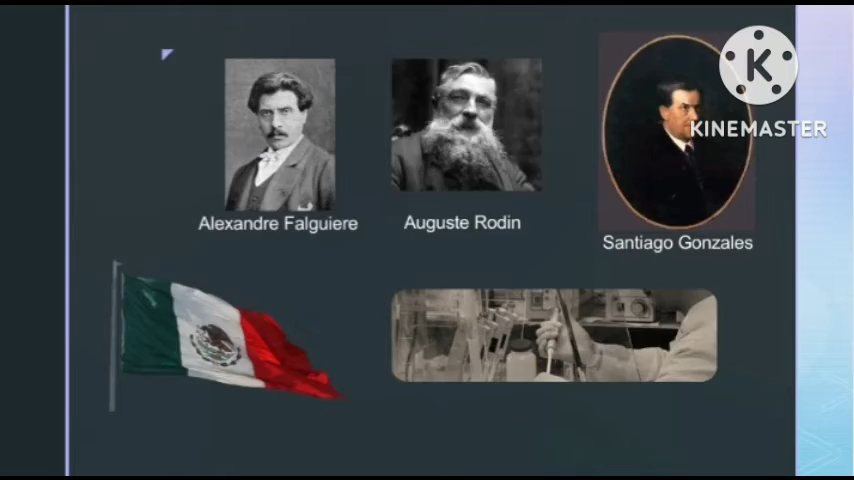 K
KINEMASTER
Alexandre Falguiere
Auguste Rodin
Santiago Gonzales